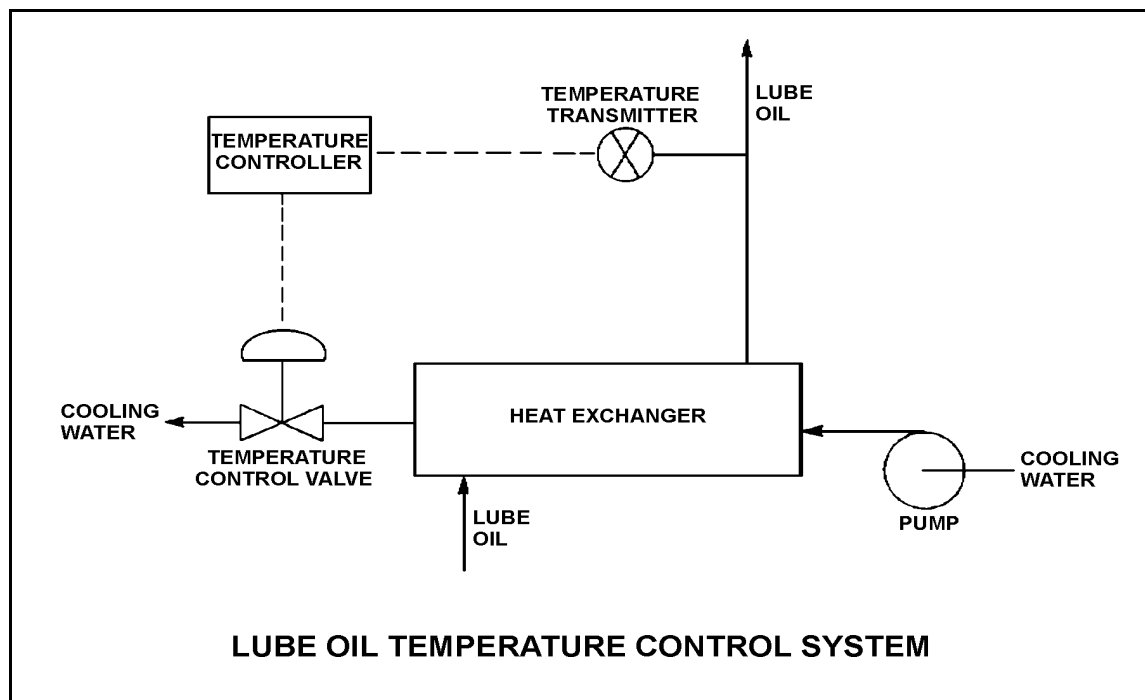 TEMPERATURE
TRANSMITTER
LUBE
OIL
TEMPERATURE
CONTROLLER
HEAT EXCHANGER
COOLING
WATER
TEMPERATURE
CONTROL VALVE
COOLING
WATER
LUBE
OIL
PUMP
LUBE OIL TEMPERATURE CONTROL SYSTEM